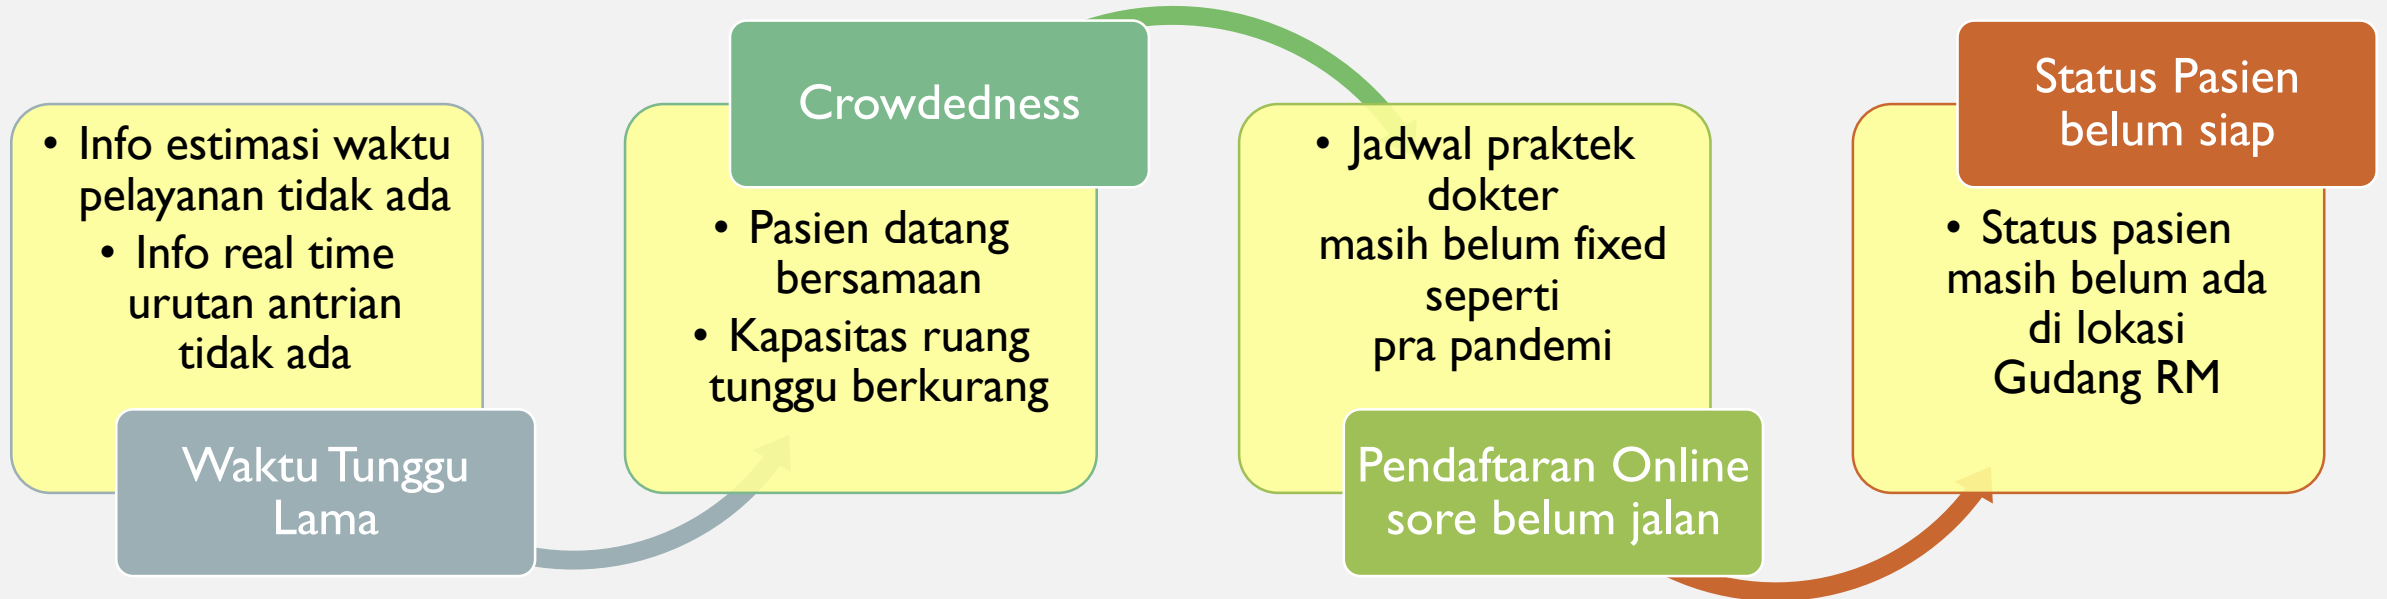 • Info estimasi waktu
pelayanan tidak ada
• Info real time
urutan antrian
tidak ada
Waktu Tunggu
Lama
Crowdedness
• Pasien datang
bersamaan
• Kapasitas ruang
tunggu berkurang
• Jadwal praktek
dokter
masih belum fixed
seperti
pra pandemi
Pendaftaran Online
sore belum jalan
Status Pasien
belum siap
• Status pasien
masih belum ada
di lokasi
Gudang RM